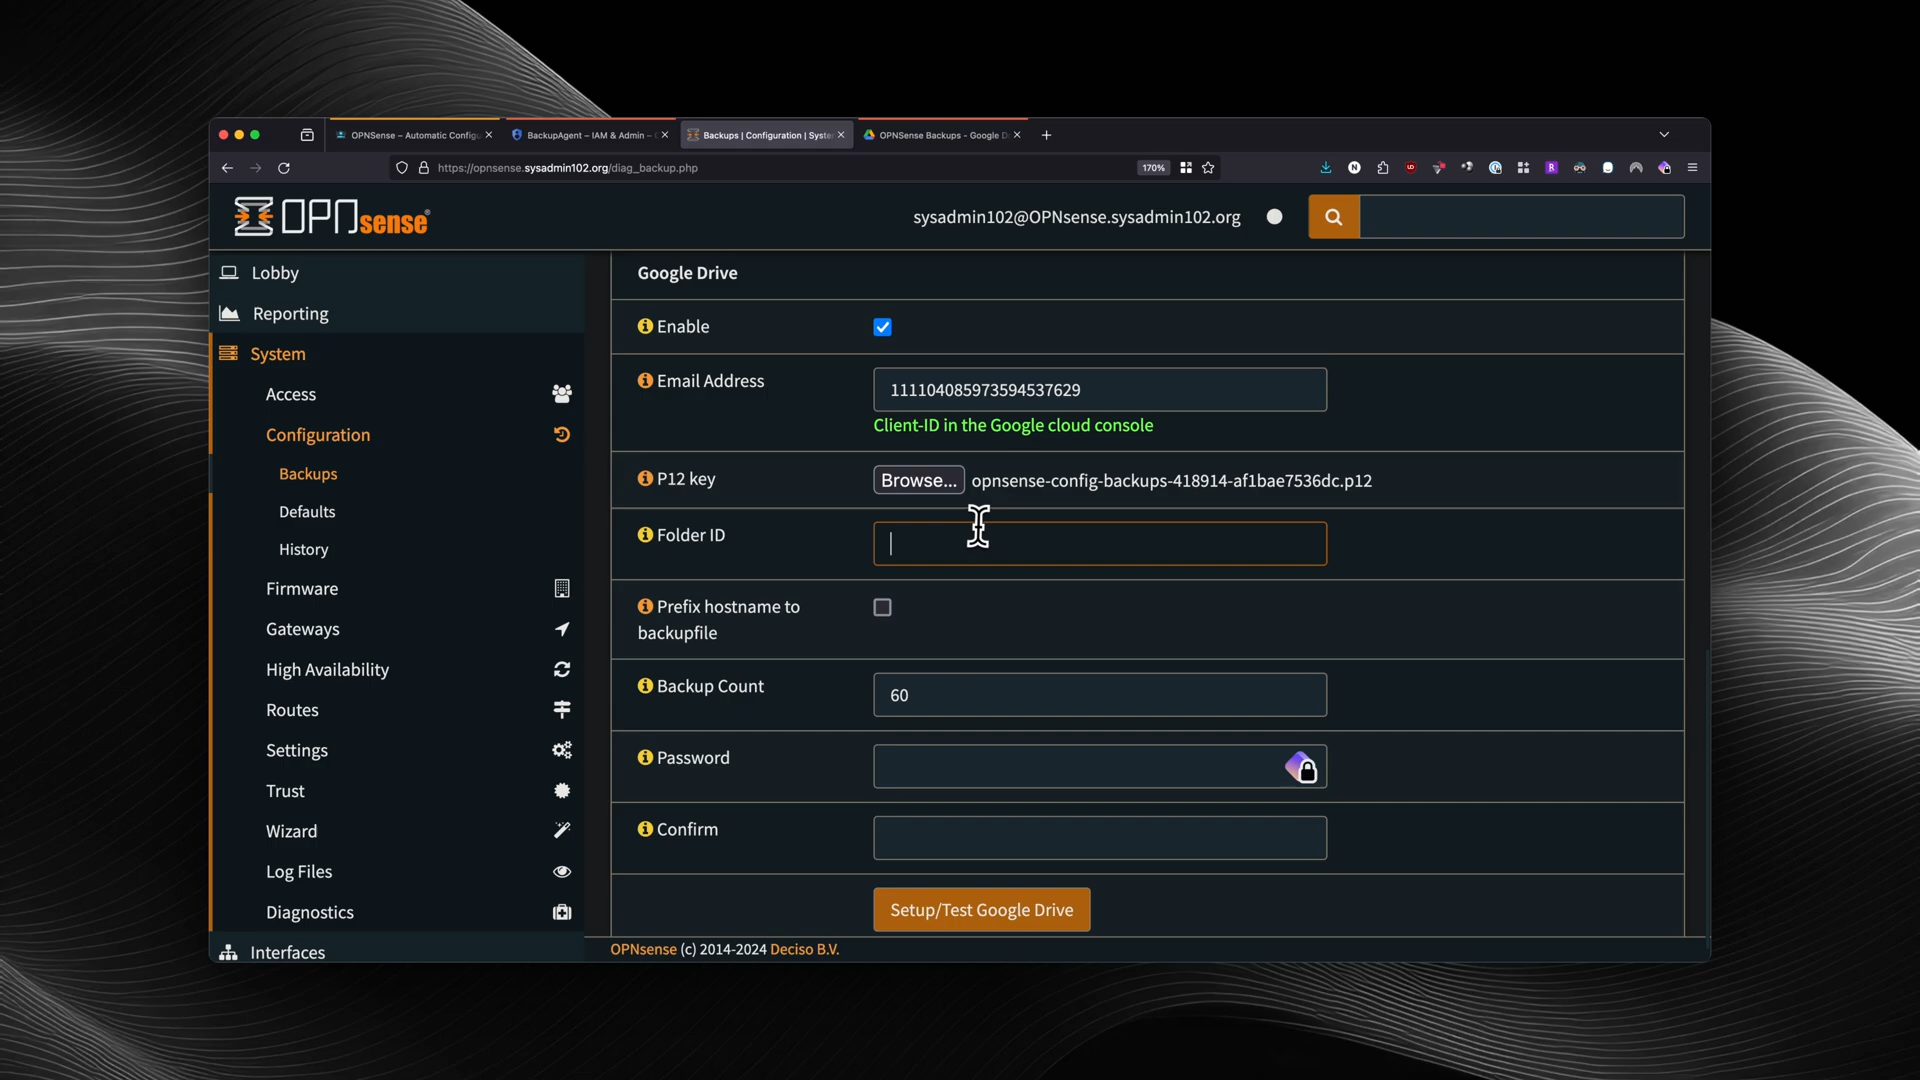 OPNSense – Automatic Configu
BackupAgent – IAM & Admin –
Backups | Configuration | Syste
OPNSense Backups - Google D
https://opnsense.sysadmin102.org/diag_backup.php
170%
OPNsense
sysadmin102@OPNsense.sysadmin102.org
Lobby
Reporting
System
Access
Configuration
Backups
Defaults
History
Firmware
Gateways
High Availability
Routes
Settings
Trust
Wizard
Log Files
Diagnostics
Interfaces
Google Drive
Enable
Email Address
111104085973594537629
Client-ID in the Google cloud console
P12 key
Browse... opnsense-config-backups-418914-af1bae7536dc.p12
Folder ID
Prefix hostname to
backupfile
Backup Count
60
Password
Confirm
Setup/Test Google Drive
OPNsense (c) 2014-2024 Deciso B.V.